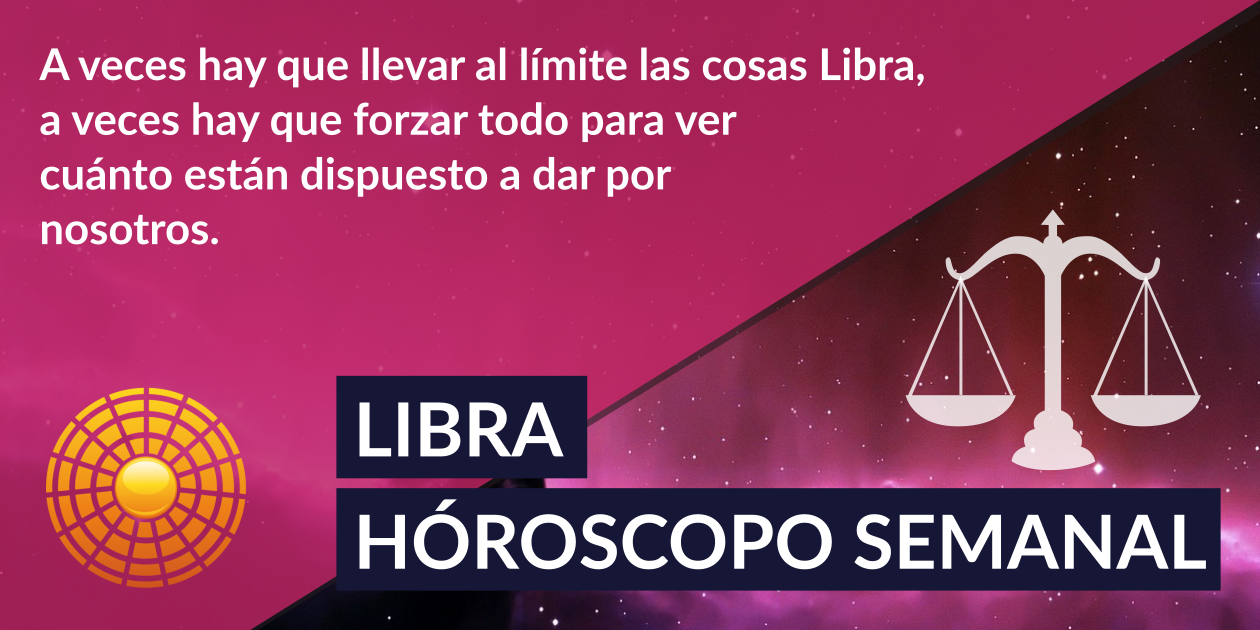 A veces hay que llevar al límite las cosas Libra,
a veces hay que forzar todo para ver
cuánto están dispuesto a dar por
nosotros.
LIBRA
HÓROSCOPO SEMANAL